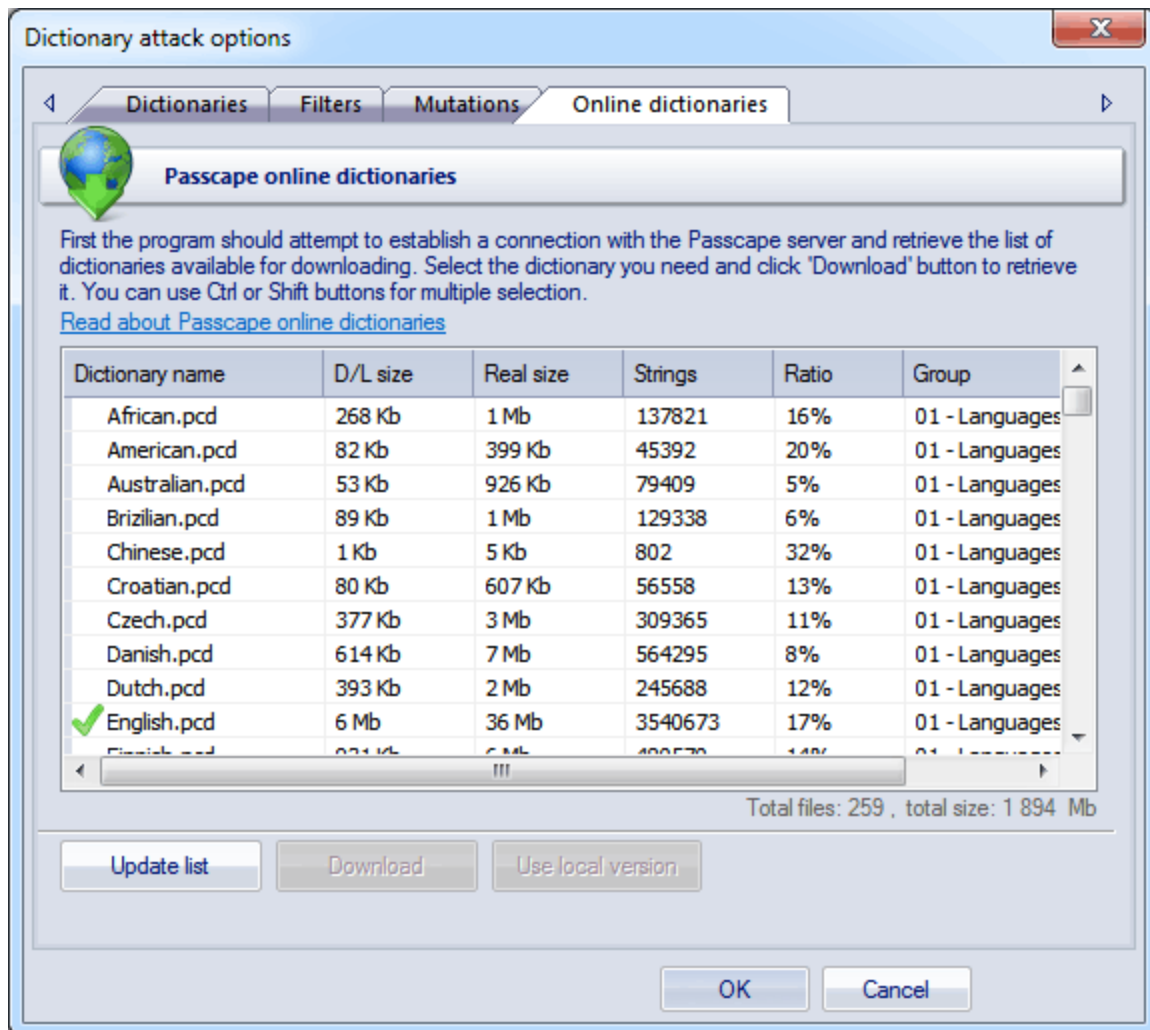 Dictionary attack options
Dictionaries Filters Mutations Online dictionaries
Passcape online dictionaries
First the program should attempt to establish a connection with the Passcape server and retrieve the list of
dictionaries available for downloading. Select the dictionary you need and click 'Download' button to retrieve
it. You can use Ctrl or Shift buttons for multiple selection.
Read about Passcape online dictionaries
Dictionary name D/L size Real size Strings Ratio Group
African.pcd 268 Kb 1 Mb 137821 16% 01 - Languages
American.pcd 82 Kb 399 Kb 45392 20% 01 - Languages
Australian.pcd 53 Kb 926 Kb 79409 5% 01 - Languages
Brizilian.pcd 89 Kb 1 Mb 129338 6% 01 - Languages
Chinese.pcd 1 Kb 5 Kb 802 32% 01 - Languages
Croatian.pcd 80 Kb 607 Kb 56558 13% 01 - Languages
Czech.pcd 377 Kb 3 Mb 309365 11% 01 - Languages
Danish.pcd 614 Kb 7 Mb 564295 8% 01 - Languages
Dutch.pcd 393 Kb 2 Mb 245688 12% 01 - Languages
English.pcd 6 Mb 36 Mb 3540673 17% 01 - Languages
Total files: 259 , total size: 1 894 Mb
Update list Download Use local version
OK Cancel